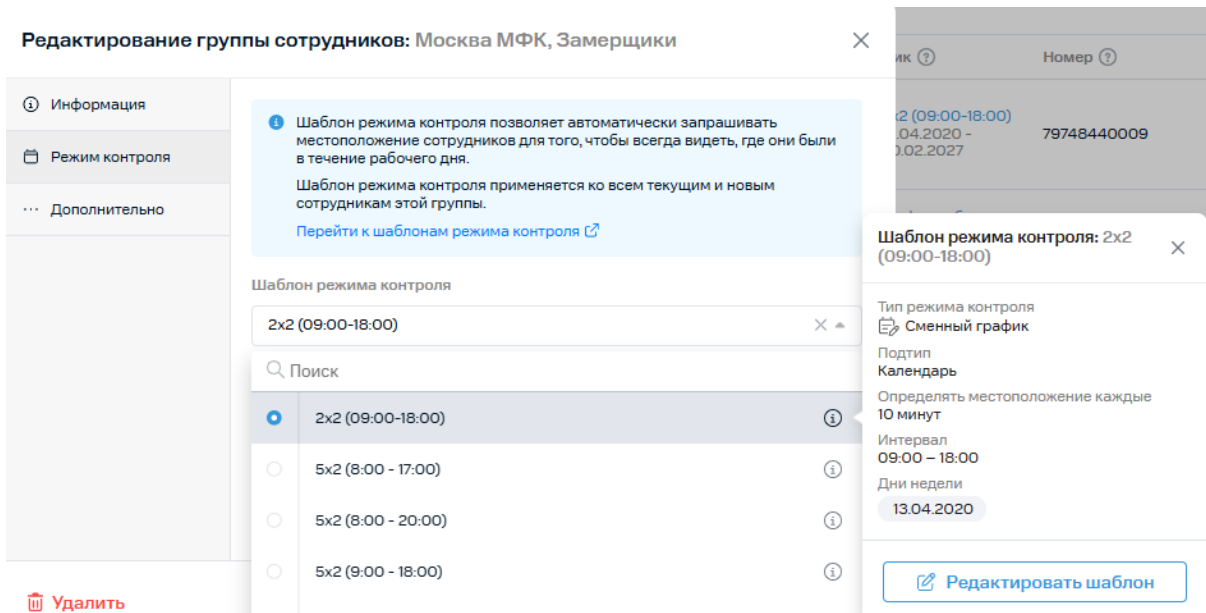 Редактирование группы сотрудников: Москва МФК, Замерщики
Информация
Режим контроля
Дополнительно
Шаблон режима контроля позволяет автоматически запрашивать
местоположение сотрудников для того, чтобы всегда видеть, где они были
в течение рабочего дня.
Шаблон режима контроля применяется ко всем текущим и новым
сотрудникам этой группы.
Перейти к шаблонам режима контроля
Шаблон режима контроля
2x2 (09:00-18:00)
Поиск
2x2 (09:00-18:00)
5x2 (8:00 - 17:00)
5x2 (8:00 - 20:00)
5x2 (9:00 - 18:00)
Удалить
ик
Номер
x2 (09:00-18:00)
.04.2020 -
0.02.2027
79748440009
Шаблон режима контроля: 2x2
(09:00-18:00)
Тип режима контроля
Сменный график
Подтип
Календарь
Определять местоположение каждые
10 минут
Интервал
09:00 – 18:00
Дни недели
13.04.2020
Редактировать шаблон